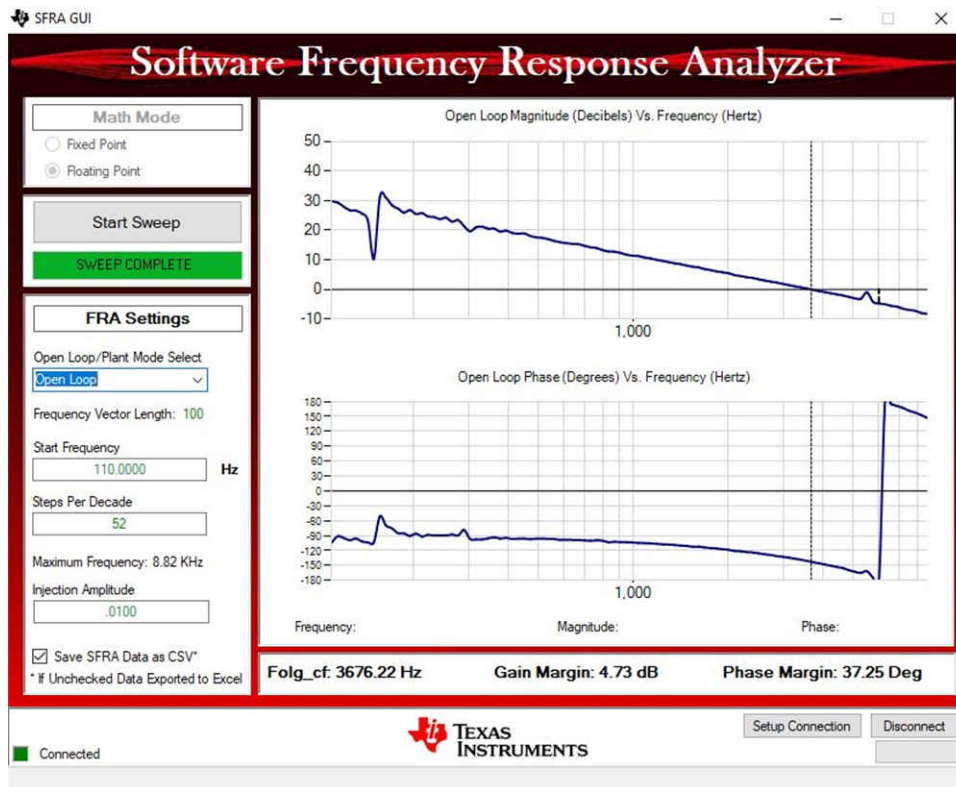 SFRA GUI
Software Frequency Response Analyzer
Math Mode
Fixed Point
Floating Point
Start Sweep
SWEEP COMPLETE
FRA Settings
Open Loop/Plant Mode Select
Open Loop
Frequency Vector Length: 100
Start Frequency
110.0000 Hz
Steps Per Decade
52
Maximum Frequency: 8.82 KHz
Injection Amplitude
.0100
Save SFRA Data as CSV*
* If Unchecked Data Exported to Excel
Open Loop Magnitude (Decibels) Vs. Frequency (Hertz)
50
40
30
20
10
0
-10
1,000
Open Loop Phase (Degrees) Vs. Frequency (Hertz)
180
150
120
90
60
30
0
-30
-60
-90
-120
-150
-180
1,000
Frequency: Magnitude: Phase:
Folg_cf: 3676.22 Hz Gain Margin: 4.73 dB Phase Margin: 37.25 Deg
Connected
TEXAS
INSTRUMENTS
Setup Connection Disconnect